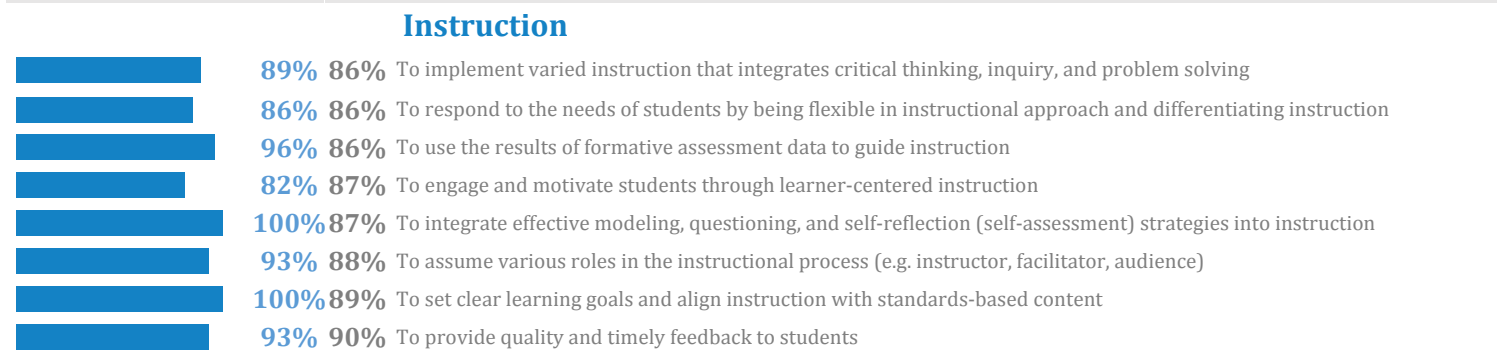 Instruction
89% 86% To implement varied instruction that integrates critical thinking, inquiry, and problem solving
86% 86% To respond to the needs of students by being flexible in instructional approach and differentiating instruction
96% 86% To use the results of formative assessment data to guide instruction
82% 87% To engage and motivate students through learner-centered instruction
100% 87% To integrate effective modeling, questioning, and self-reflection (self-assessment) strategies into instruction
93% 88% To assume various roles in the instructional process (e.g. instructor, facilitator, audience)
100% 89% To set clear learning goals and align instruction with standards-based content
93% 90% To provide quality and timely feedback to students